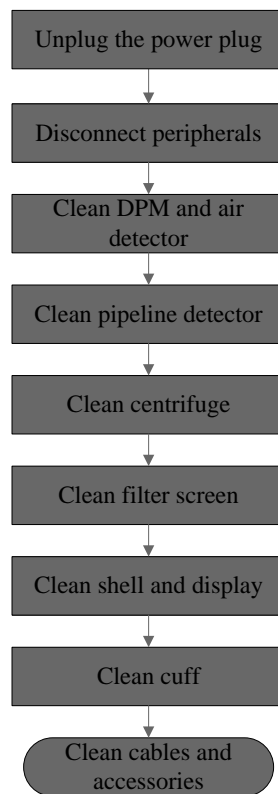 Unplug the power plug
Disconnect peripherals
Clean DPM and air
detector
Clean pipeline detector
Clean centrifuge
Clean filter screen
Clean shell and display
Clean cuff
Clean cables and
accessories